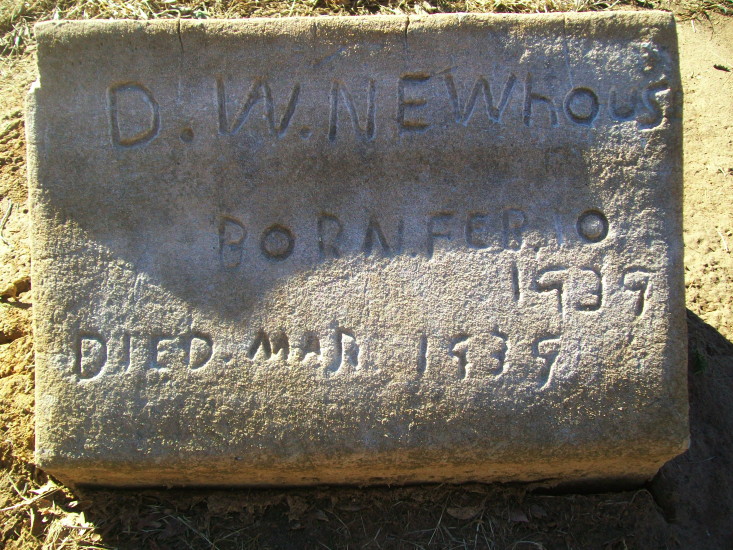 D. W. NEWhOUS
BORN. FEB. 10
1939
DIED. MAR. 1939